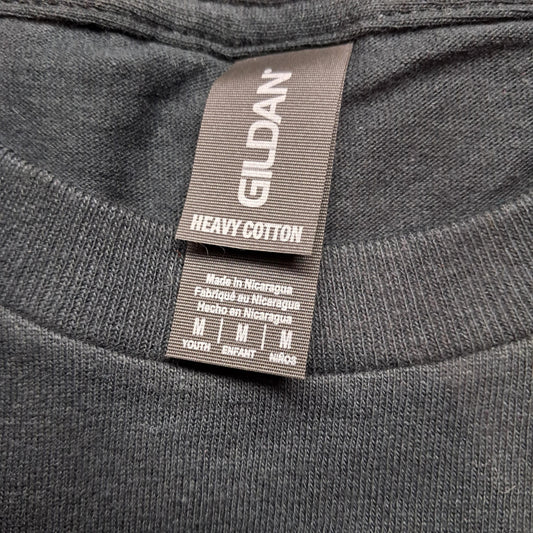 GILDAN®
HEAVY COTTON
Made in Nicaragua
Fabriqué au Nicaragua
Hecho en Nicaragua
M | M | M
YOUTH ENFANT NIÑOS